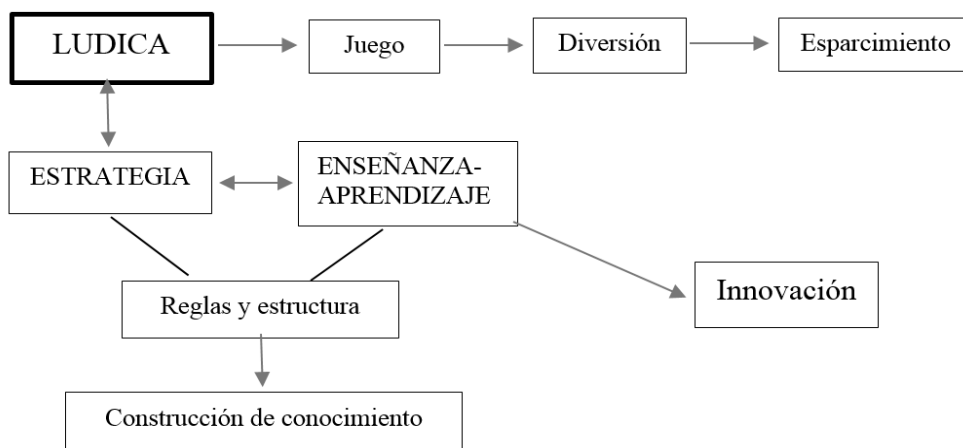 LUDICA
Juego
Diversión
Esparcimiento
ESTRATEGIA
ENSEÑANZA-
APRENDIZAJE
Innovación
Reglas y estructura
Construcción de conocimiento